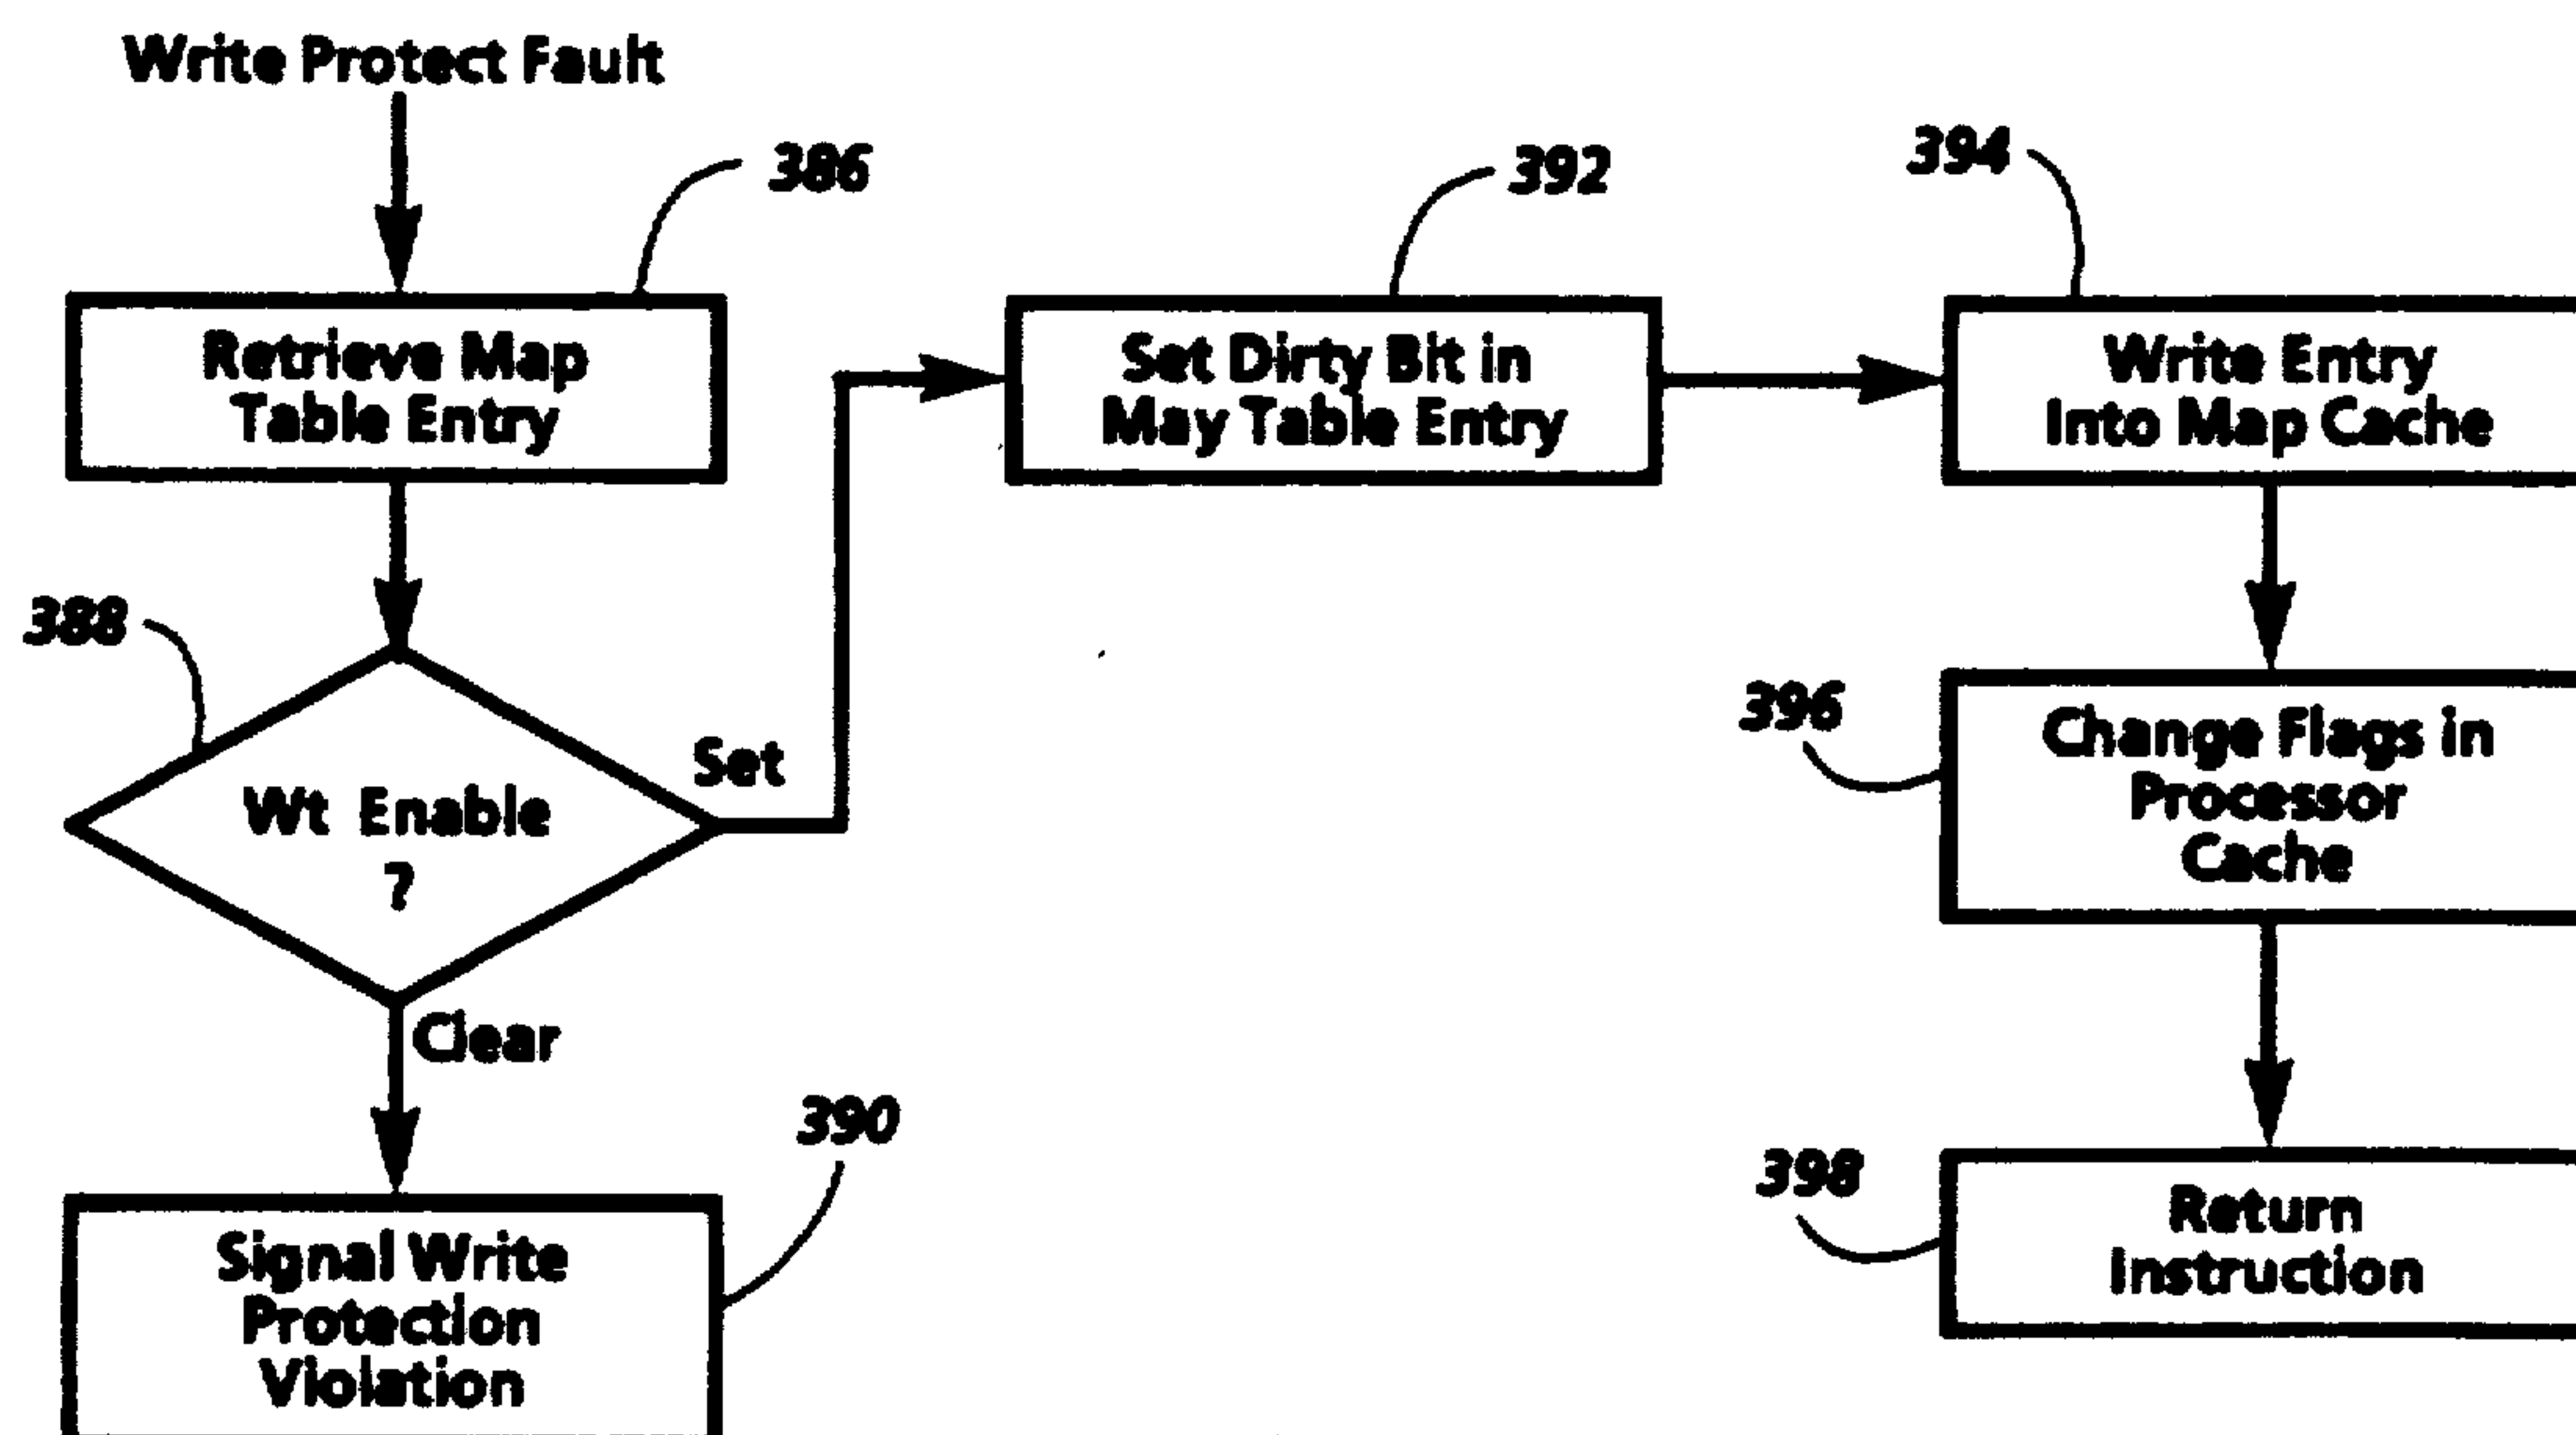 Write Protect Fault
386
Retrieve Map
Table Entry
388
Wt Enable
?
Set
Clear
390
Signal Write
Protection
Violation
392
Set Dirty Bit in
May Table Entry
394
Write Entry
Into Map Cache
396
Change Flags in
Processor
Cache
398
Return
Instruction